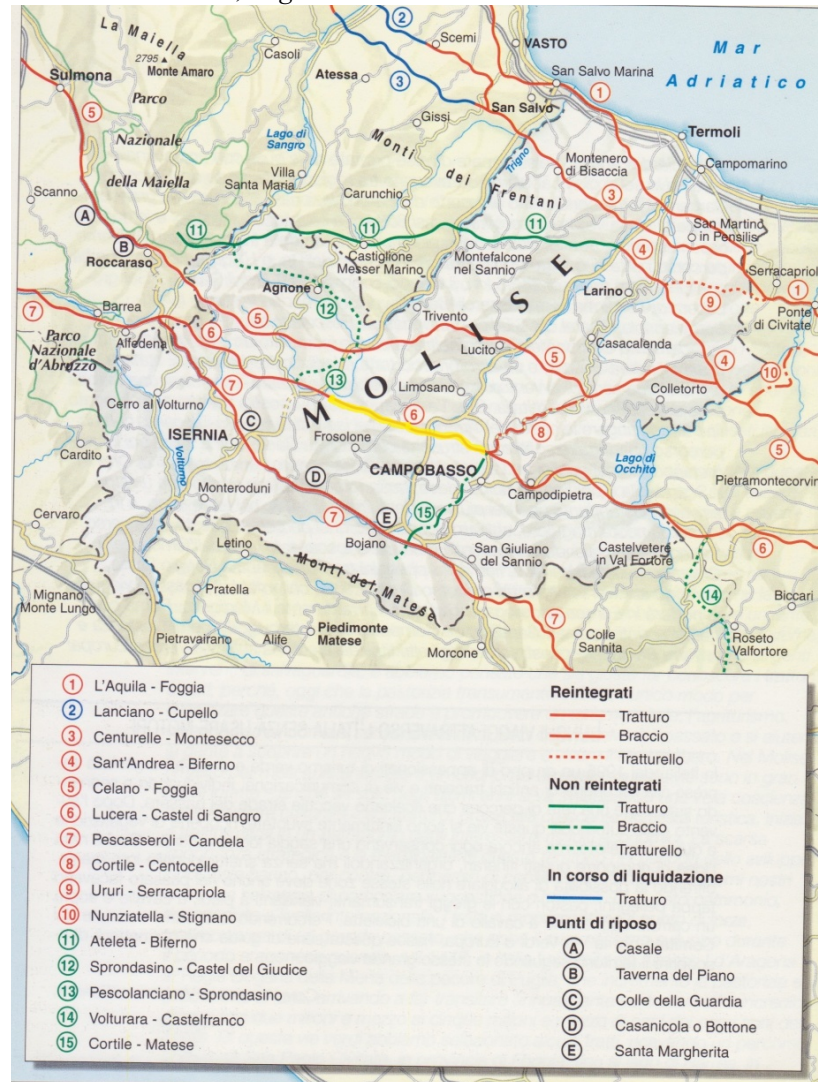 La Maiella
2795
Monte Amaro
Casoli
Scerni
VASTO
Mar
Adriatico
Sulmona
Atessa
San Salvo Marina
Parco
San Salvo
Gissi
Termoli
Nazionale
Lago di
Sangro
Monti
dei Frentani
Trigno
Montenero
di Bisaccia
Campomarino
Scanno
della Maiella
Villa
Santa Maria
Carunchio
San Martino
in Pensilis
Roccaraso
Castiglione
Messer Marino
Montefalcone
nel Sannio
Serracapriola
Agnone
Larino
Ponte
di Civitate
Barrea
Trivento
MOLISE
Parco
Nazionale
d'Abruzzo
Alfedena
Lucito
Casacalenda
Limosano
Colletorto
Cerro al Volturno
ISERNIA
Frosolone
Cardito
Volturno
CAMPOBASSO
Lago di
Occhito
Campodipietra
Pietramontecorvin
Monteroduni
Cervaro
Bojano
San Giuliano
del Sannio
Castelvetere
in Val Fortore
Letino
Monti del Matese
Mignano
Monte Lungo
Pratella
Biccari
Piedimonte
Matese
Pietravairano
Alife
Morcone
Colle
Sannita
Roseto
Valfortore
1 L'Aquila - Foggia
2 Lanciano - Cupello
3 Centurelle - Montesecco
4 Sant'Andrea - Biferno
5 Celano - Foggia
6 Lucera - Castel di Sangro
7 Pescasseroli - Candela
8 Cortile - Centocelle
9 Ururi - Serracapriola
10 Nunziatella - Stignano
11 Ateleta - Biferno
12 Sprondasino - Castel del Giudice
13 Pescolanciano - Sprondasino
14 Volturara - Castelfranco
15 Cortile - Matese
Reintegrati
Tratturo
Braccio
Tratturello
Non reintegrati
Tratturo
Braccio
Tratturello
In corso di liquidazione
Tratturo
Punti di riposo
A Casale
B Taverna del Piano
C Colle della Guardia
D Casanicola o Bottone
E Santa Margherita